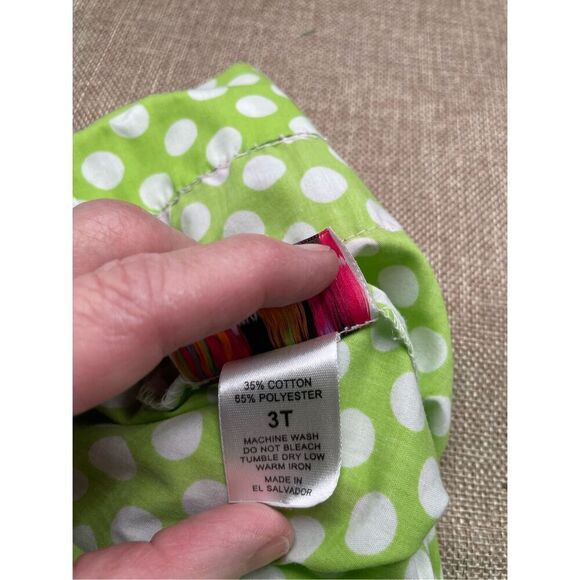 35% COTTON
65% POLYESTER
3T
MACHINE WASH
DO NOT BLEACH
TUMBLE DRY LOW
WARM IRON
MADE IN
EL SALVADOR